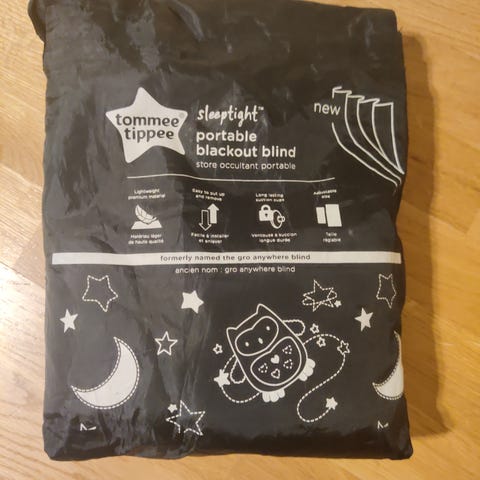 tommee
tippee
sleeptight™
portable
blackout blind
store occultant portable
new
Lightweight
premium material
Easy to put up
and remove
Long lasting
suction cups
Adjustable
size
Matériau léger
de haute qualité
Facile à installer
et enlever
Ventouse à succion
longue durée
Taille
réglable
formerly named the gro anywhere blind
ancien nom : gro anywhere blind